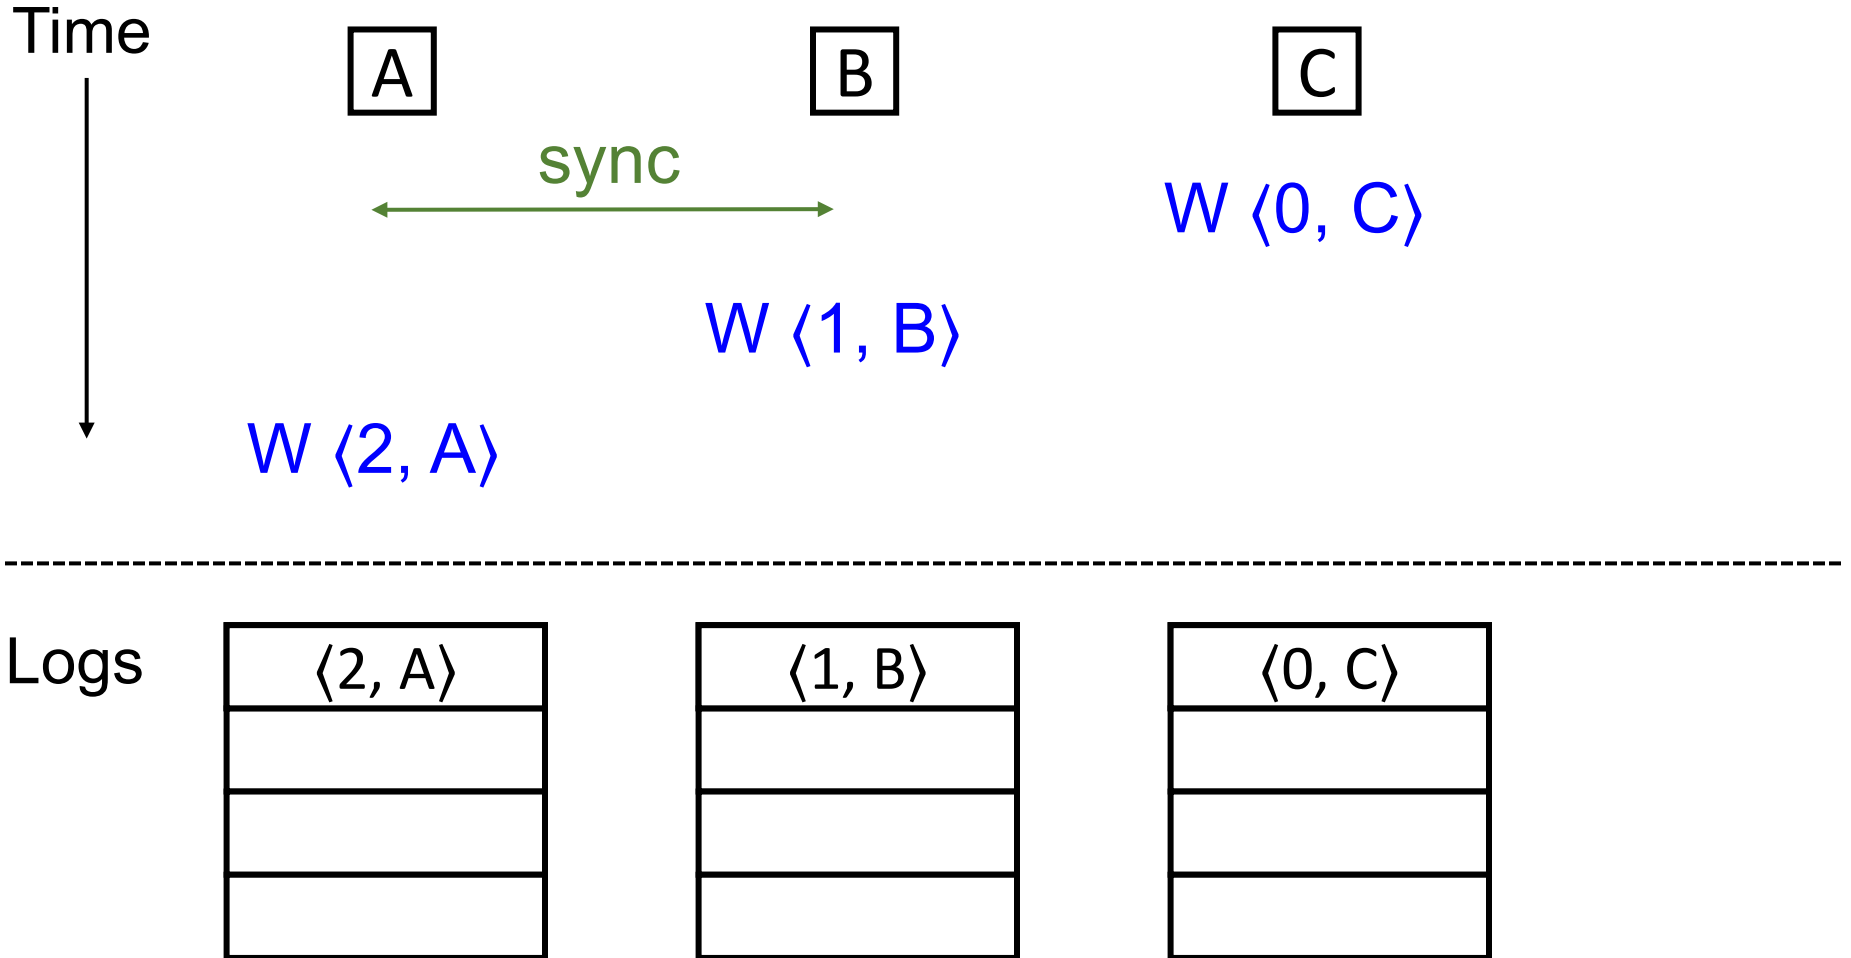 Time
A
B
C
sync
W ⟨0, C⟩
W ⟨1, B⟩
W ⟨2, A⟩
Logs
⟨2, A⟩
⟨1, B⟩
⟨0, C⟩